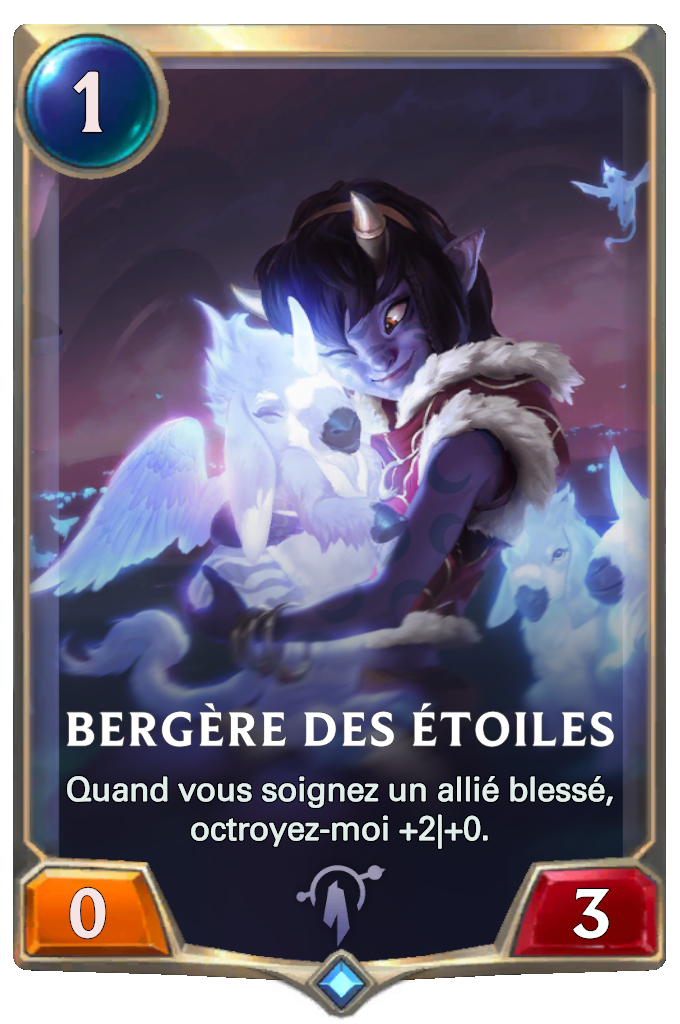 1
BERGÈRE DES ÉTOILES
Quand vous soignez un allié blessé,
octroyez-moi +2|+0.
0
3